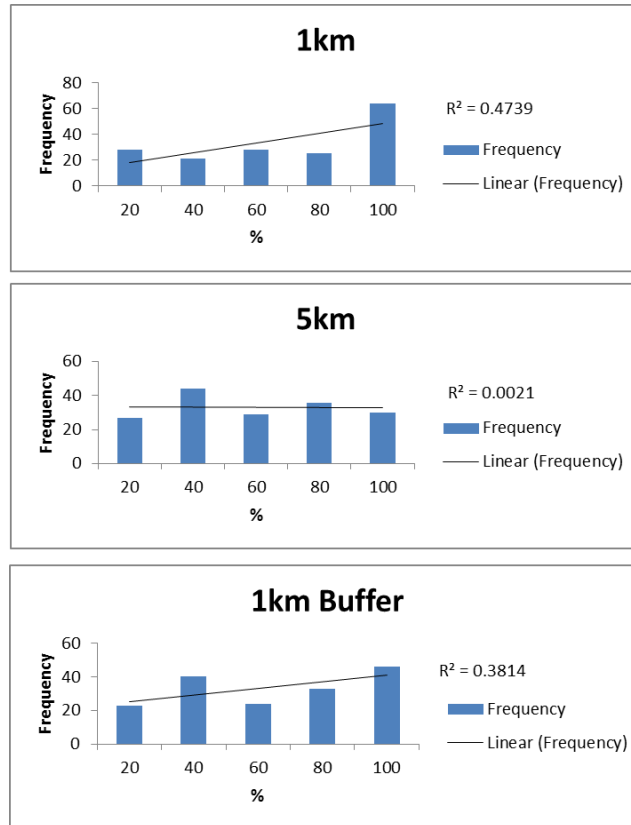 1km
Frequency
80
60
40
20
0
20 40 60 80 100
%
R² = 0.4739
Frequency
Linear (Frequency)
5km
Frequency
60
40
20
0
20 40 60 80 100
%
R² = 0.0021
Frequency
Linear (Frequency)
1km Buffer
Frequency
60
40
20
0
20 40 60 80 100
%
R² = 0.3814
Frequency
Linear (Frequency)